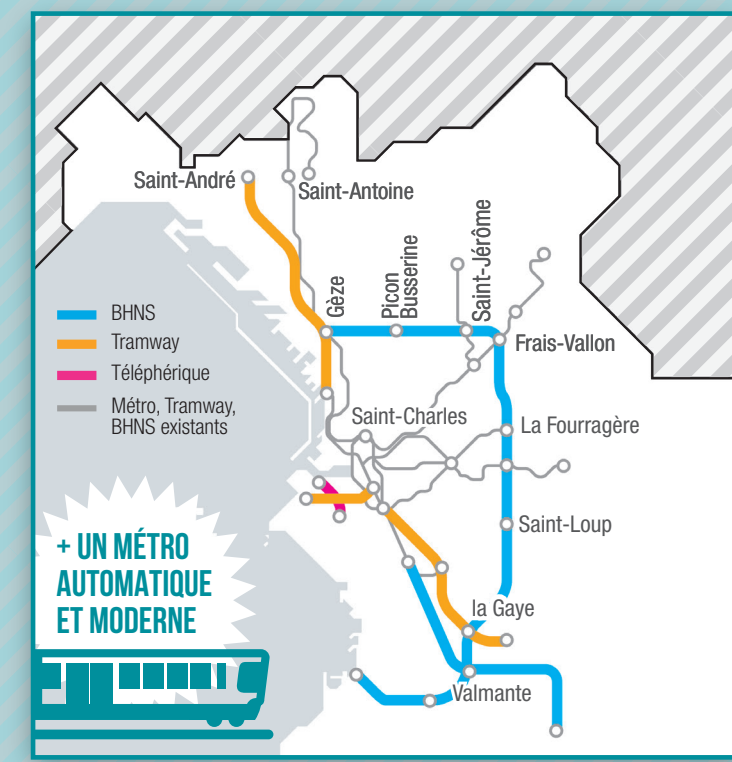 Saint-André
Saint-Antoine
Gèze
Picon
Busserine
Saint-Jérôme
BHNS
Tramway
Téléphérique
Métro, Tramway,
BHNS existants
Frais-Vallon
Saint-Charles
La Fourragère
Saint-Loup
+ UN MÉTRO
AUTOMATIQUE
ET MODERNE
la Gaye
Valmante